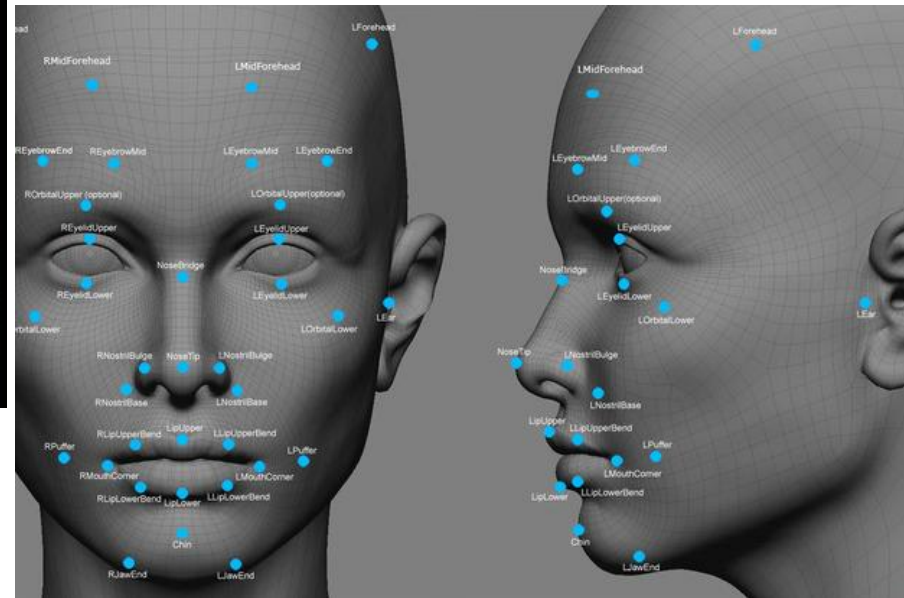 ead
LForehead
RMidForehead
LMidForehead
REyebrowEnd
REyebrowMid
LEyebrowMid
LEyebrowEnd
ROrbitalUpper (optional)
LOrbitalUpper(optional)
REyelidUpper
LEyelidUpper
NoseBridge
REyelidLower
LEyelidLower
OrbitalLower
LOrbitalLower
LEar
RNostrilBulge
NoseTip
LNostrilBulge
RNostrilBase
LNostrilBase
LipUpper
RLipUpperBend
LLipUpperBend
RPuffer
LPuffer
RMouthCorner
LMouthCorner
RLipLowerBend
LipLower
LLipLowerBend
Chin
RJawEnd
LJawEnd
LForehead
LMidForehead
LEyebrowMid
LEyebrowEnd
LOrbitalUpper(optional)
LEyelidUpper
NoseBridge
LEyelidLower
LOrbitalLower
LEar
NoseTip
LNostrilBulge
LNostrilBase
LipUpper
LLipUpperBend
LPuffer
LMouthCorner
LipLower
LLipLowerBend
Chin
LJawEnd